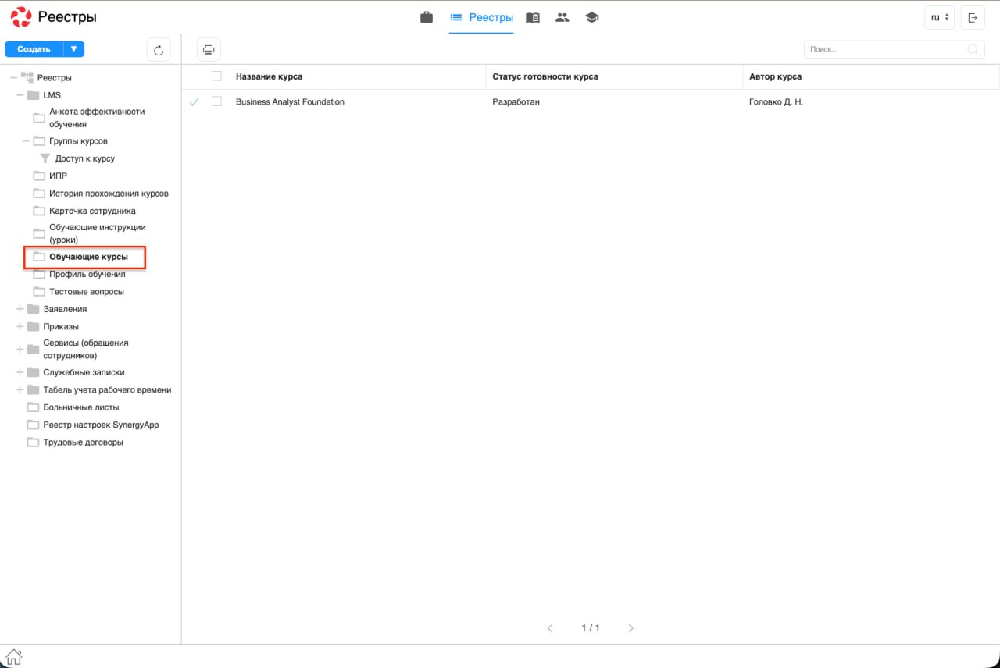 Реестры
Реестры
ru
Создать
Поиск...
Реестры
LMS
Анкета эффективности
обучения
Группы курсов
Доступ к курсу
ИПР
История прохождения курсов
Карточка сотрудника
Обучающие инструкции
(уроки)
Обучающие курсы
Профиль обучения
Тестовые вопросы
Заявления
Приказы
Сервисы (обращения
сотрудников)
Служебные записки
Табель учета рабочего времени
Больничные листы
Реестр настроек SynergyApp
Трудовые договоры
Название курса
Статус готовности курса
Автор курса
Business Analyst Foundation
Разработан
Головко Д. Н.
1 / 1